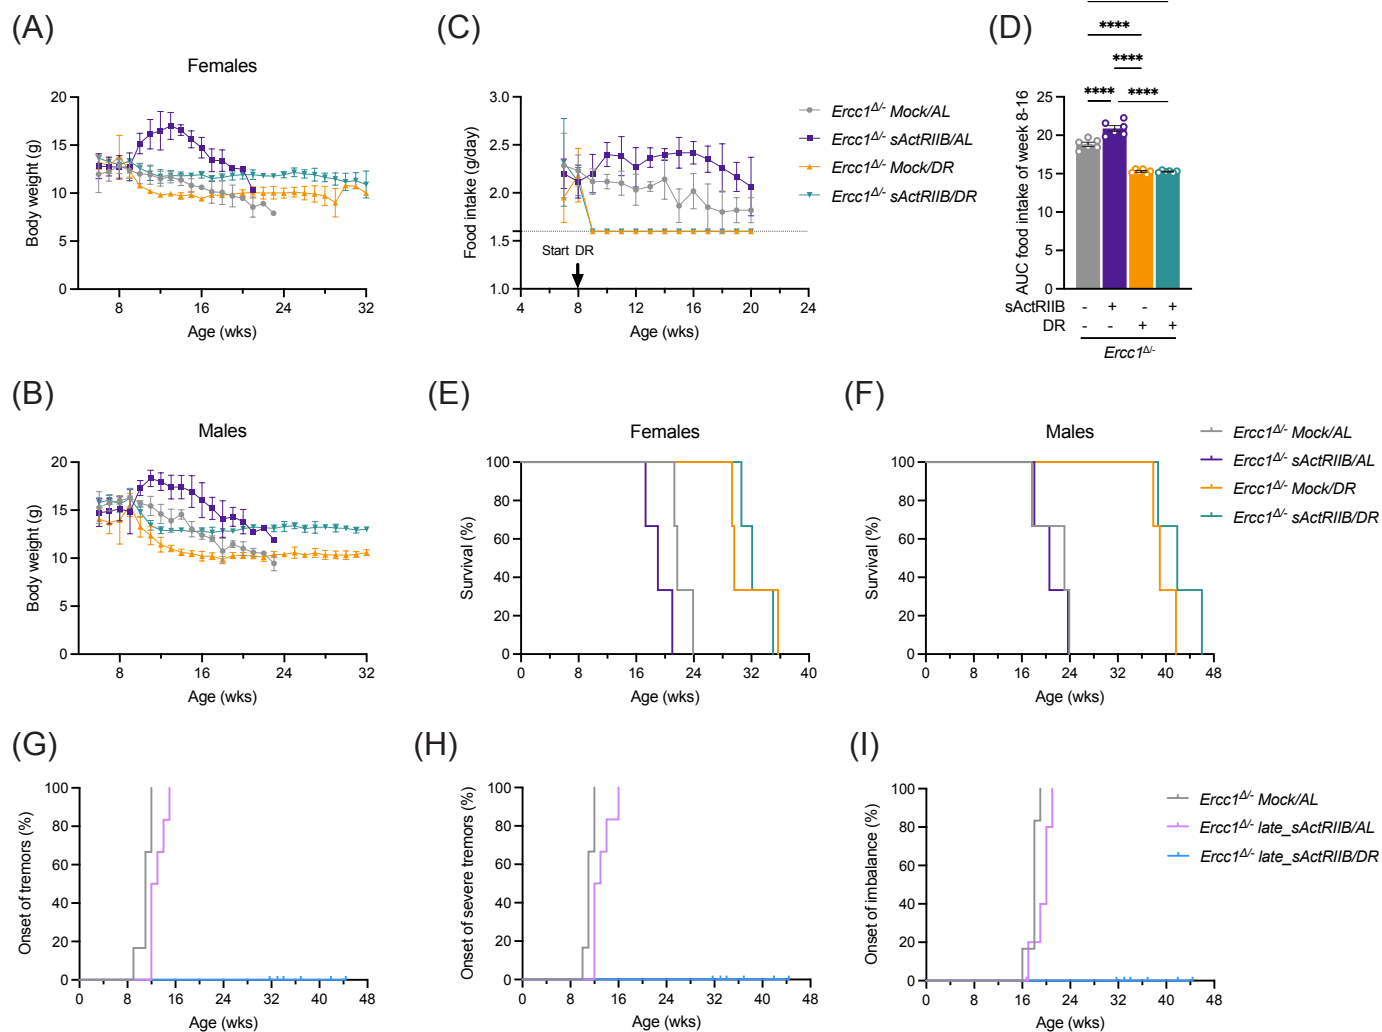 (A)
Females
Body weight (g)
20
15
10
5
0
8
16
24
32
Age (wks)
(C)
Food intake (g/day)
3.0
2.5
2.0
1.5
1.0
Start DR
4
8
12
16
20
24
Age (wks)
Ercc1Δ/- Mock/AL
Ercc1Δ/- sActRIIB/AL
Ercc1Δ/- Mock/DR
Ercc1Δ/- sActRIIB/DR
(D)
****
****
**** ****
AUC food intake of week 8-16
25
20
15
10
5
0
sActRIIB - + - +
DR - - + +
Ercc1Δ/-
(B)
Males
Body weight (g)
20
15
10
5
0
8
16
24
32
Age (wks)
(E)
Females
Survival (%)
100
80
60
40
20
0
0
8
16
24
32
40
Age (wks)
(F)
Males
Survival (%)
100
80
60
40
20
0
0
8
16
24
32
40
48
Age (wks)
Ercc1Δ/- Mock/AL
Ercc1Δ/- sActRIIB/AL
Ercc1Δ/- Mock/DR
Ercc1Δ/- sActRIIB/DR
(G)
Onset of tremors (%)
100
80
60
40
20
0
0
8
16
24
32
40
48
Age (wks)
(H)
Onset of severe tremors (%)
100
80
60
40
20
0
0
8
16
24
32
40
48
Age (wks)
(I)
Onset of imbalance (%)
100
80
60
40
20
0
0
8
16
24
32
40
48
Age (wks)
Ercc1Δ/- Mock/AL
Ercc1Δ/- late_sActRIIB/AL
Ercc1Δ/- late_sActRIIB/DR